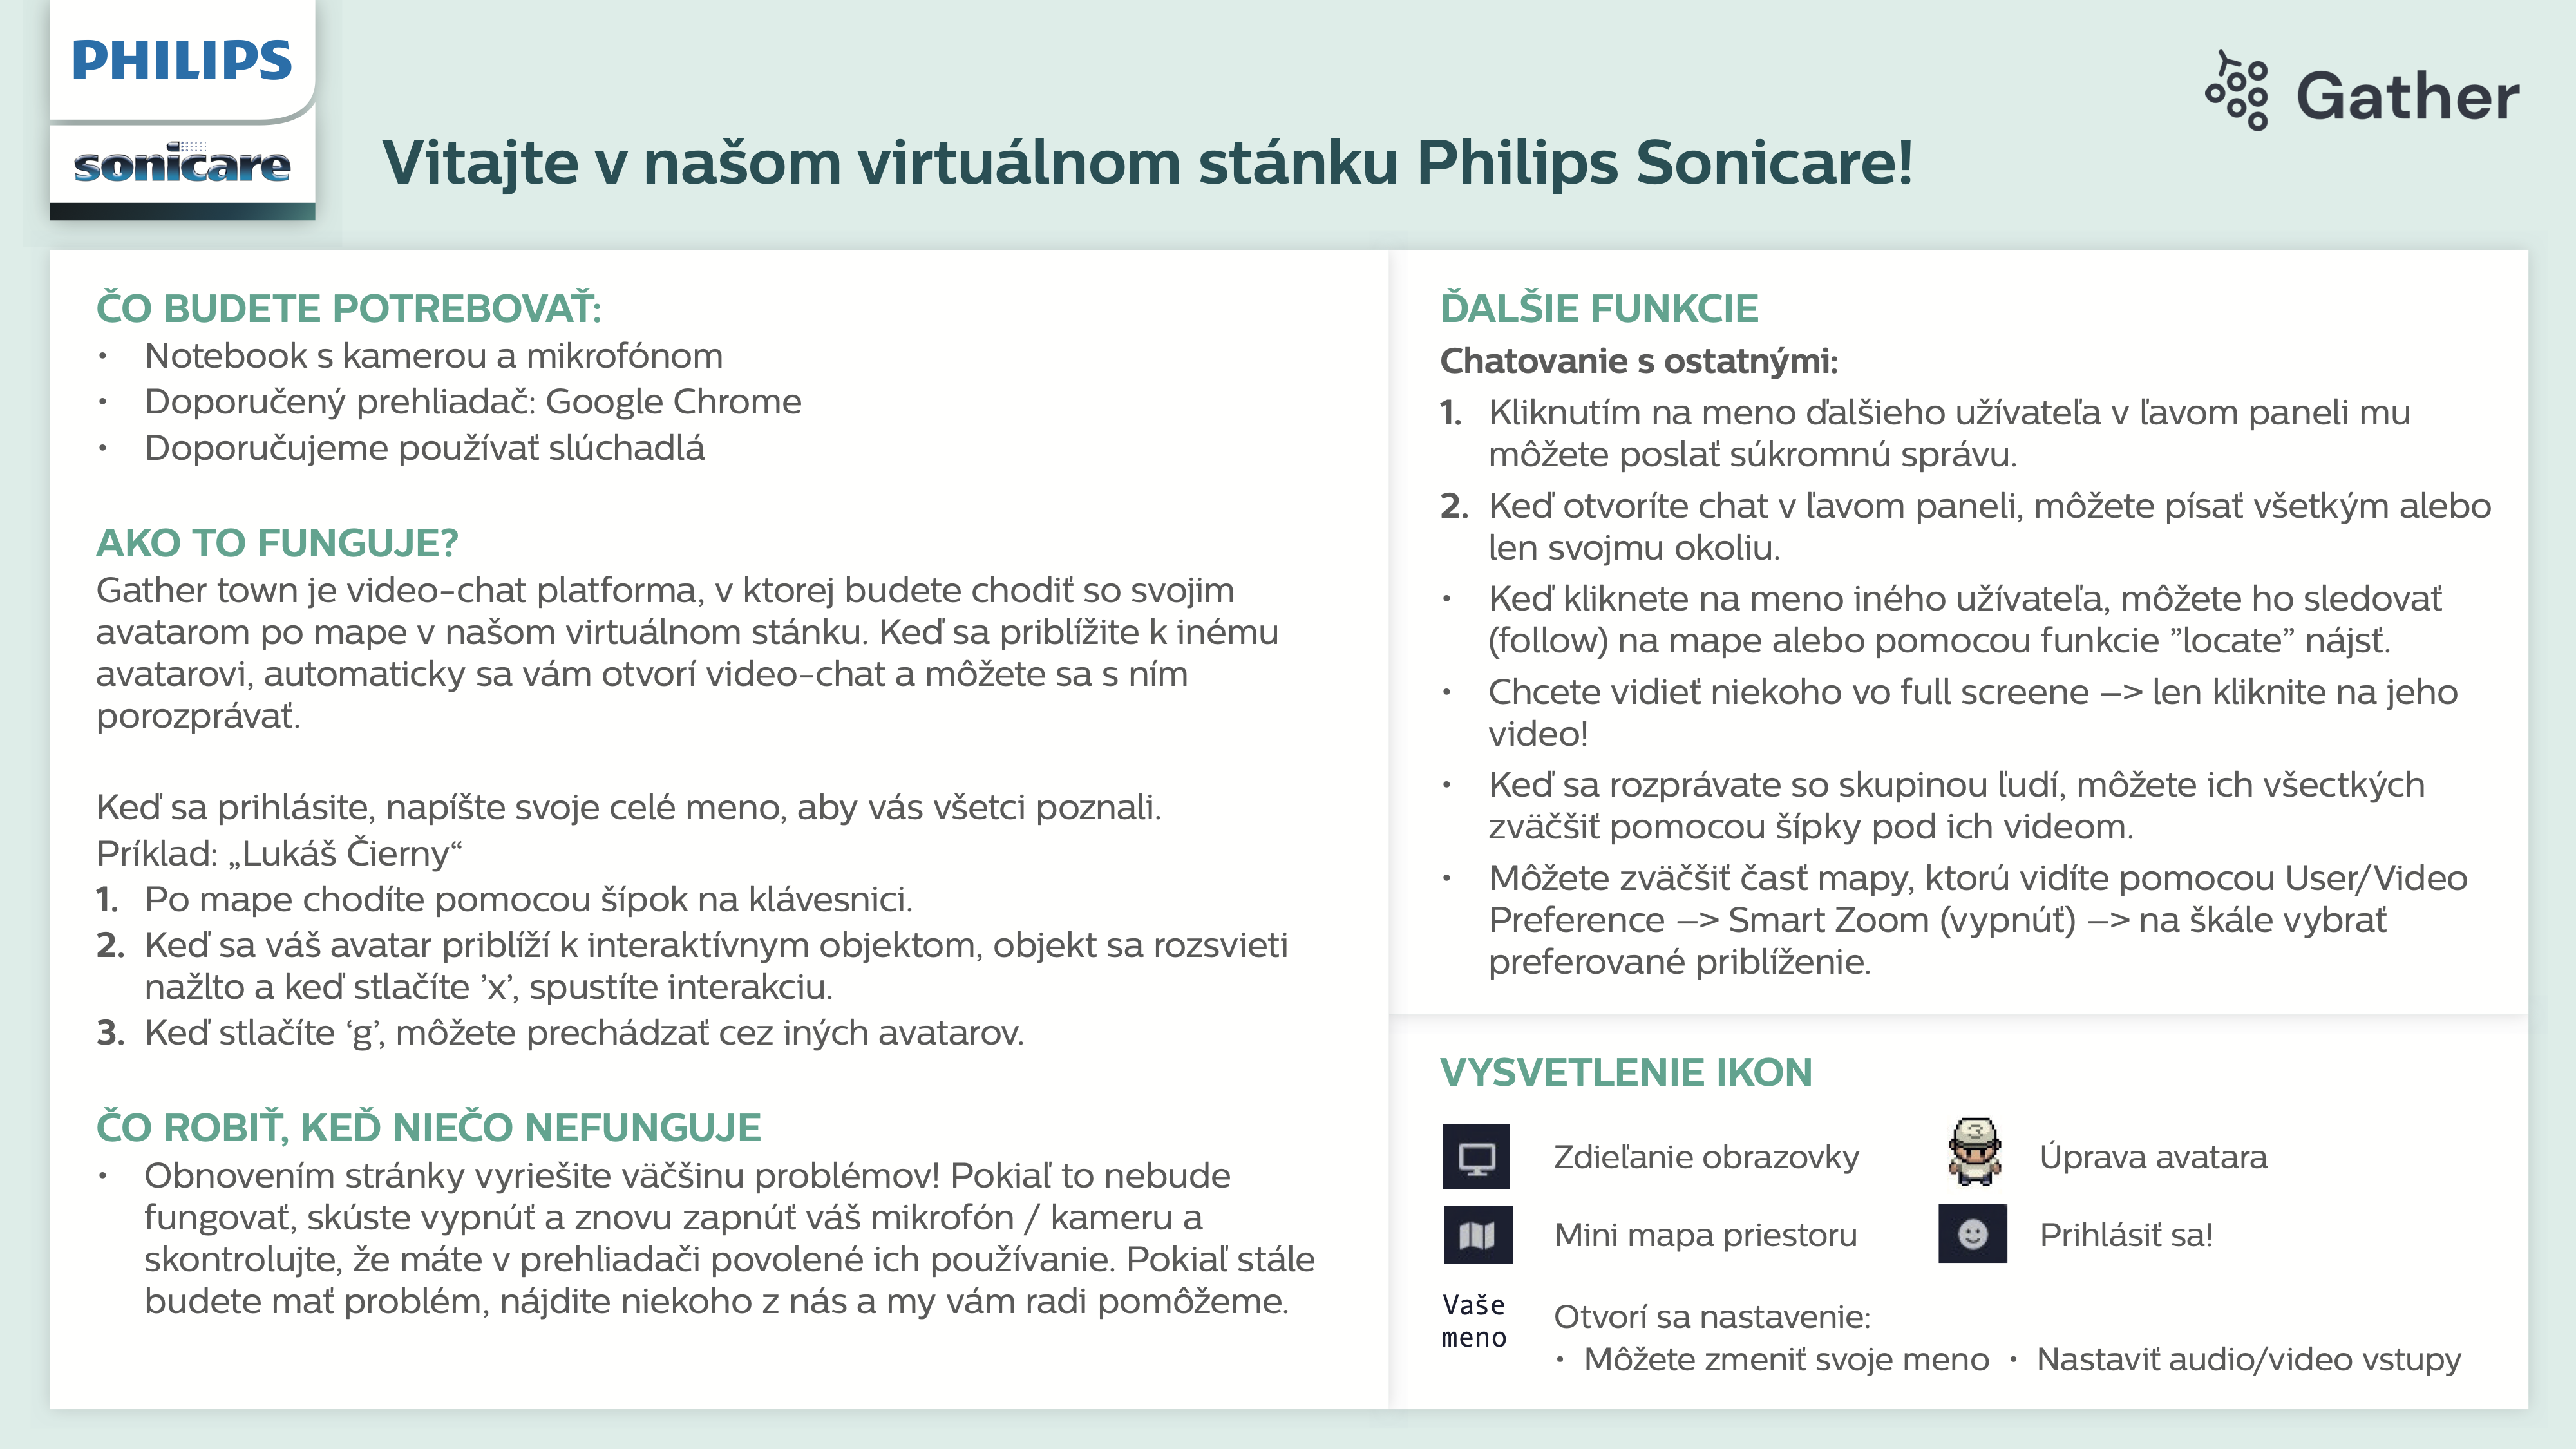 PHILIPS
sonicare
Gather
Vitajte v našom virtuálnom stánku Philips Sonicare!
ČO BUDETE POTREBOVAŤ:
• Notebook s kamerou a mikrofónom
• Doporučený prehliadač: Google Chrome
• Doporučujeme používať slúchadlá
AKO TO FUNGUJE?
Gather town je video-chat platforma, v ktorej budete chodiť so svojim
avatarom po mape v našom virtuálnom stánku. Keď sa priblížite k inému
avatarovi, automaticky sa vám otvorí video-chat a môžete sa s ním
porozprávať.
Keď sa prihlásite, napíšte svoje celé meno, aby vás všetci poznali.
Príklad: „Lukáš Čierny“
1. Po mape chodíte pomocou šípok na klávesnici.
2. Keď sa váš avatar priblíží k interaktívnym objektom, objekt sa rozsvieti
nažlto a keď stlačíte ’x’, spustíte interakciu.
3. Keď stlačíte ‘g’, môžete prechádzať cez iných avatarov.
ČO ROBIŤ, KEĎ NIEČO NEFUNGUJE
• Obnovením stránky vyriešite väčšinu problémov! Pokiaľ to nebude
fungovať, skúste vypnúť a znovu zapnúť váš mikrofón / kameru a
skontrolujte, že máte v prehliadači povolené ich používanie. Pokiaľ stále
budete mať problém, nájdite niekoho z nás a my vám radi pomôžeme.
ĎALŠIE FUNKCIE
Chatovanie s ostatnými:
1. Kliknutím na meno ďalšieho užívateľa v ľavom paneli mu
môžete poslať súkromnú správu.
2. Keď otvoríte chat v ľavom paneli, môžete písať všetkým alebo
len svojmu okoliu.
• Keď kliknete na meno iného užívateľa, môžete ho sledovať
(follow) na mape alebo pomocou funkcie ”locate” nájsť.
• Chcete vidieť niekoho vo full screene –> len kliknite na jeho
video!
• Keď sa rozprávate so skupinou ľudí, môžete ich všectkých
zväčšiť pomocou šípky pod ich videom.
• Môžete zväčšiť časť mapy, ktorú vidíte pomocou User/Video
Preference –> Smart Zoom (vypnúť) –> na škále vybrať
preferované priblíženie.
VYSVETLENIE IKON
Zdieľanie obrazovky
Úprava avatara
Mini mapa priestoru
Prihlásiť sa!
Vaše
meno
Otvorí sa nastavenie:
• Môžete zmeniť svoje meno • Nastaviť audio/video vstupy